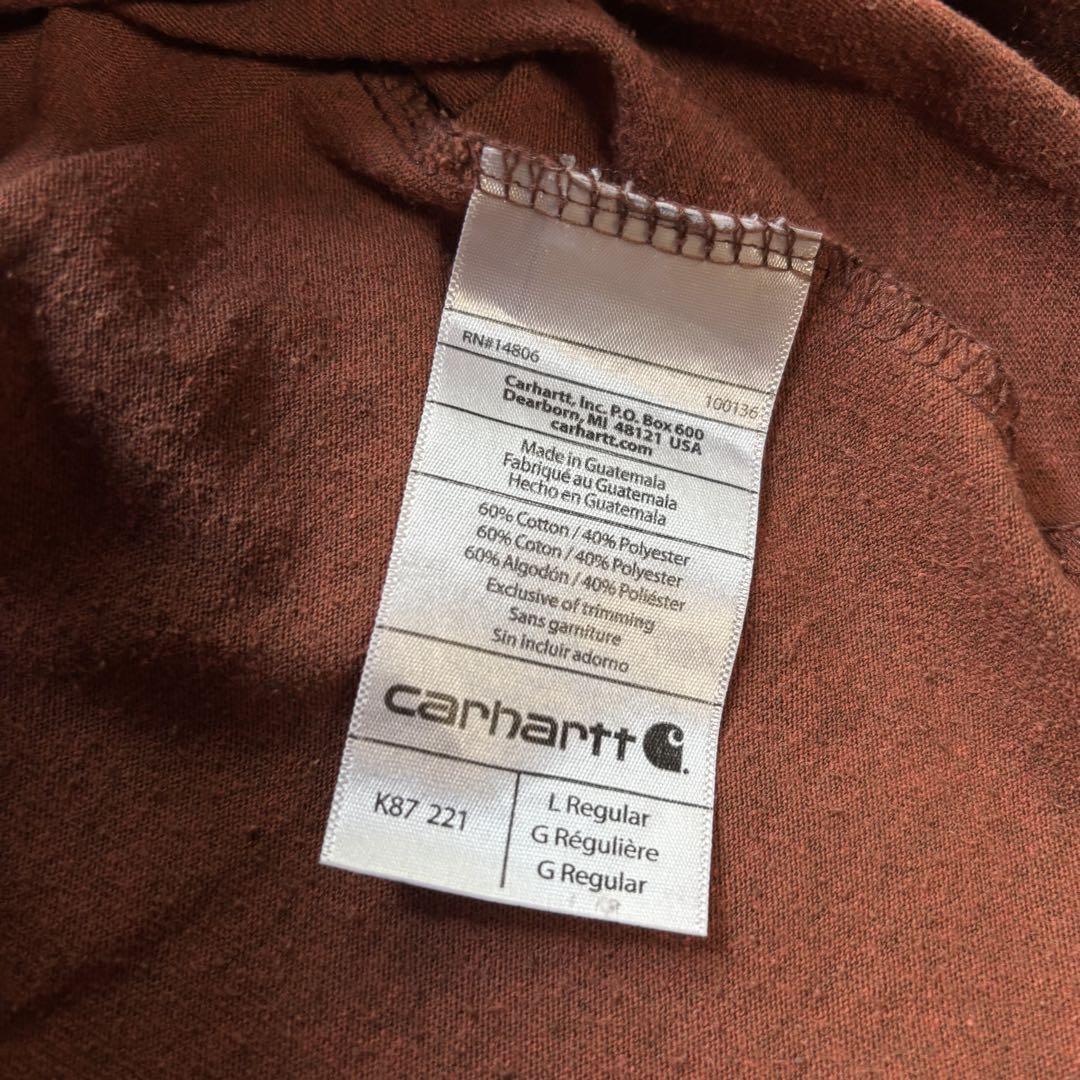 RN#14806
100136
Carhartt, Inc. P.O. Box 600
Dearborn, MI 48121 USA
carhartt.com
Made in Guatemala
Fabriqué au Guatemala
Hecho en Guatemala
60% Cotton / 40% Polyester
60% Coton / 40% Polyester
60% Algodón / 40% Poliéster
Exclusive of trimming
Sans garniture
Sin incluir adorno
carhartt
K87 221
L Regular
G Régulière
G Regular